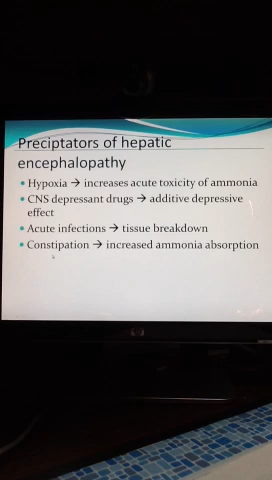 Preciptators of hepatic
encephalopathy
• Hypoxia → increases acute toxicity of ammonia
• CNS depressant drugs → additive depressive
effect
• Acute infections → tissue breakdown
• Constipation → increased ammonia absorption
hp